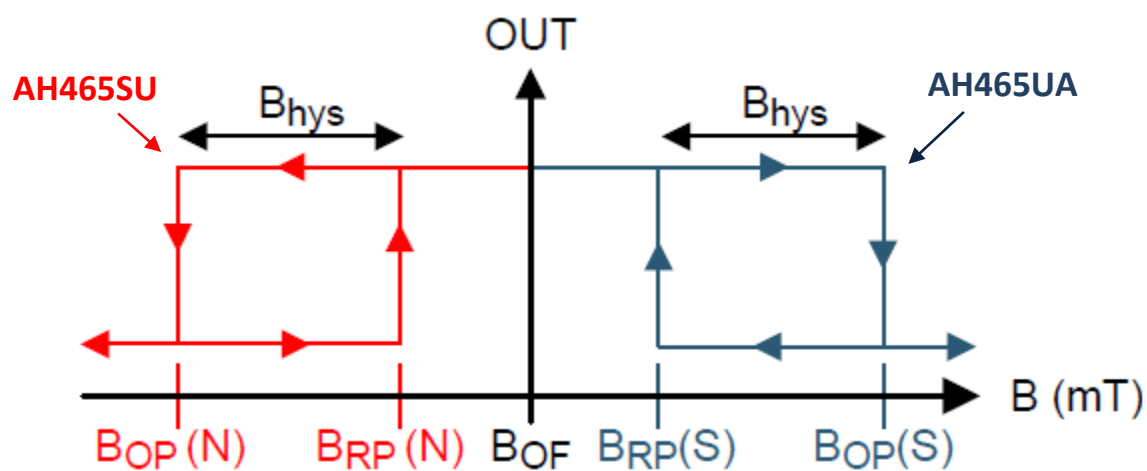 OUT
AH465SU
AH465UA
Bhys
Bhys
B (mT)
BOP (N)
BRP (N)
BOF
BRP(S)
BOP(S)